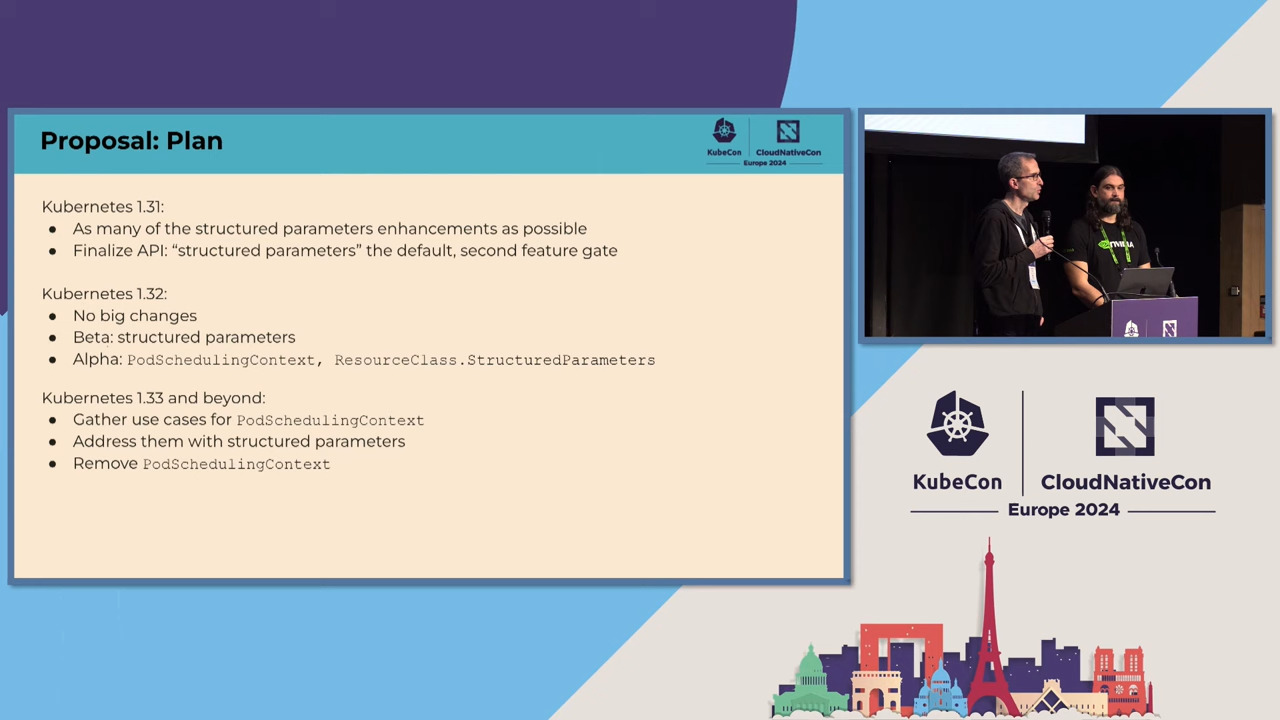 Proposal: Plan
KubeCon
CloudNativeCon
Europe 2024
Kubernetes 1.31:
● As many of the structured parameters enhancements as possible
● Finalize API: “structured parameters” the default, second feature gate
Kubernetes 1.32:
● No big changes
● Beta: structured parameters
● Alpha: PodSchedulingContext, ResourceClass.StructuredParameters
Kubernetes 1.33 and beyond:
● Gather use cases for PodSchedulingContext
● Address them with structured parameters
● Remove PodSchedulingContext
NVIDIA
KubeCon
CloudNativeCon
Europe 2024